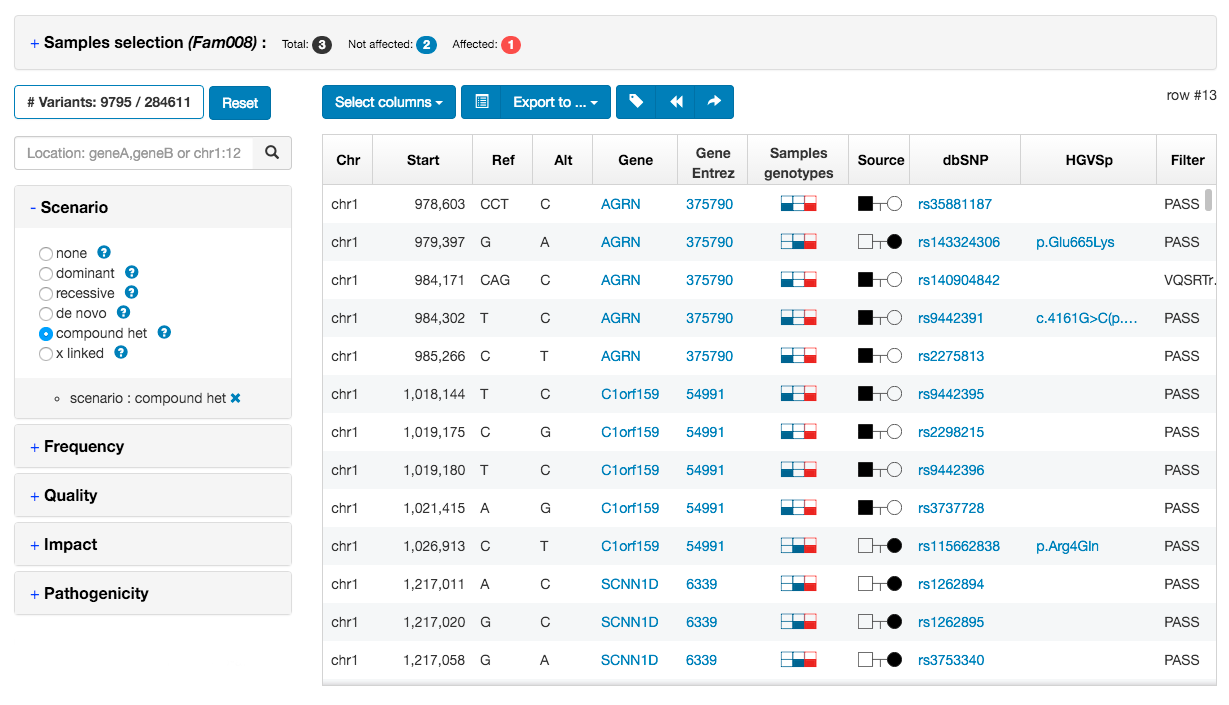 + Samples selection (Fam008) : Total: 3 Not affected: 2 Affected: 1
# Variants: 9795 / 284611 Reset
Location: geneA,geneB or chr1:12
- Scenario
none ?
dominant ?
recessive ?
de novo ?
compound het ?
x linked ?
scenario : compound het ×
+ Frequency
+ Quality
+ Impact
+ Pathogenicity
Select columns Export to ... row #13
Chr Start Ref Alt Gene Gene Entrez Samples genotypes Source dbSNP HGVSp Filter
chr1 978,603 CCT C AGRN 375790 rs35881187 PASS
chr1 979,397 G A AGRN 375790 rs143324306 p.Glu665Lys PASS
chr1 984,171 CAG C AGRN 375790 rs140904842 VQSRTr.
chr1 984,302 T C AGRN 375790 rs9442391 c.4161G>C(p.... PASS
chr1 985,266 C T AGRN 375790 rs2275813 PASS
chr1 1,018,144 T C C1orf159 54991 rs9442395 PASS
chr1 1,019,175 C G C1orf159 54991 rs2298215 PASS
chr1 1,019,180 T C C1orf159 54991 rs9442396 PASS
chr1 1,021,415 A G C1orf159 54991 rs3737728 PASS
chr1 1,026,913 C T C1orf159 54991 rs115662838 p.Arg4Gln PASS
chr1 1,217,011 A C SCNN1D 6339 rs1262894 PASS
chr1 1,217,020 G C SCNN1D 6339 rs1262895 PASS
chr1 1,217,058 G A SCNN1D 6339 rs3753340 PASS